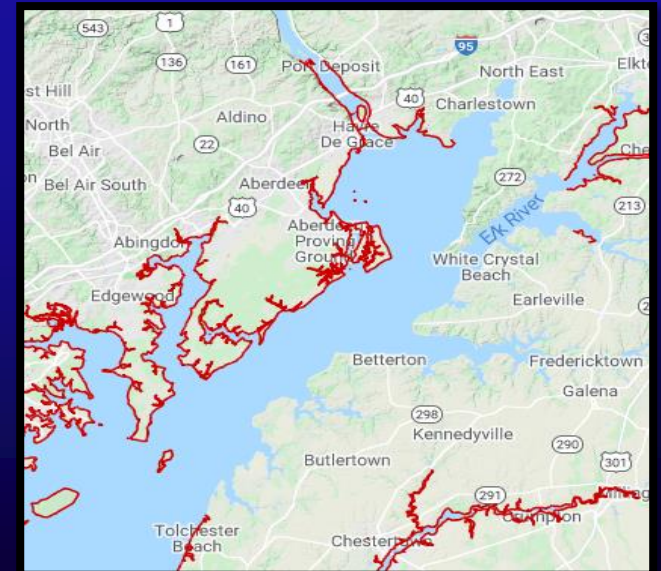 543
1
95
136
161
Port Deposit
North East
st Hill
40
Charlestown
Aldino
Havre
De Grace
North
22
Bel Air
272
Bel Air South
Aberdeen
213
40
Elk River
Abingdon
Aberdeen
Proving
Ground
White Crystal
Beach
Edgewood
Earleville
Betterton
Fredericktown
Galena
298
Kennedyville
290
Butlertown
301
291
Tolchester
Beach
Crumpton